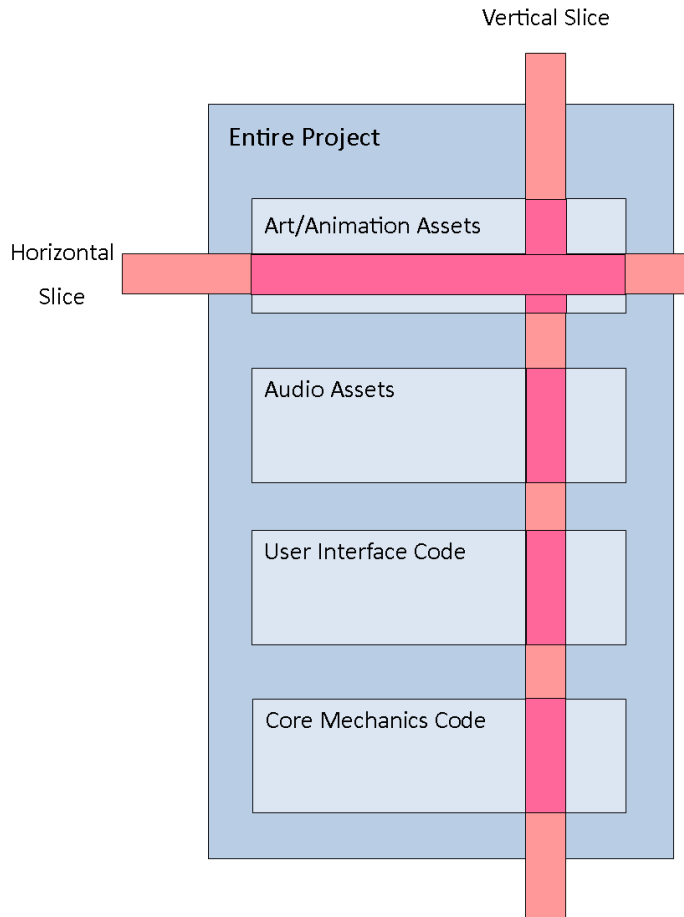 Vertical Slice
Entire Project
Art/Animation Assets
Horizontal
Slice
Audio Assets
User Interface Code
Core Mechanics Code